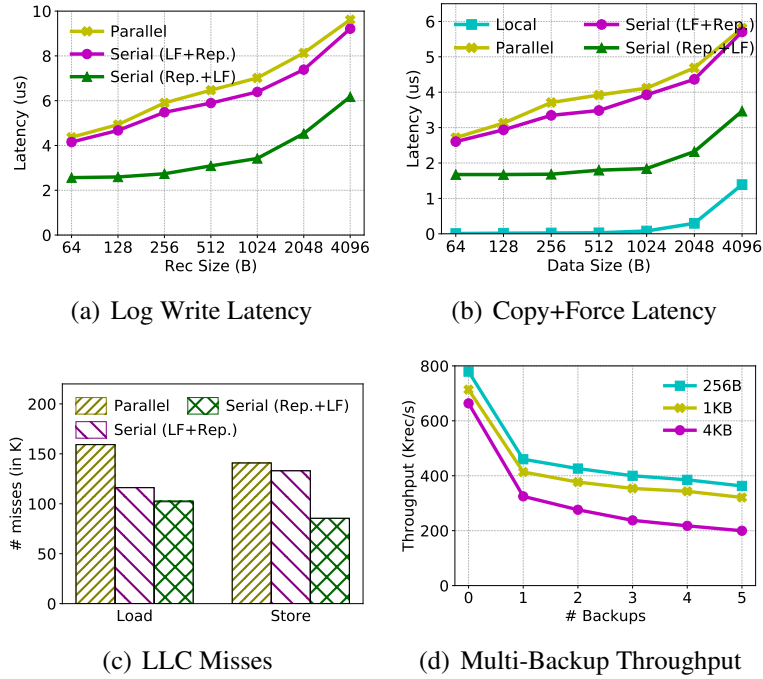 10
8
6
4
2
0
Latency (us)
Parallel
Serial (LF+Rep.)
Serial (Rep.+LF)
64 128 256 512 1024 2048 4096
Rec Size (B)
(a) Log Write Latency
6
5
4
3
2
1
0
Latency (us)
Local
Parallel
Serial (LF+Rep.)
Serial (Rep.+LF)
64 128 256 512 1024 2048 4096
Data Size (B)
(b) Copy+Force Latency
200
150
100
50
0
# misses (in K)
Parallel
Serial (LF+Rep.)
Serial (Rep.+LF)
Load Store
(c) LLC Misses
800
600
400
200
0
Throughput (Krec/s)
256B
1KB
4KB
0 1 2 3 4 5
# Backups
(d) Multi-Backup Throughput